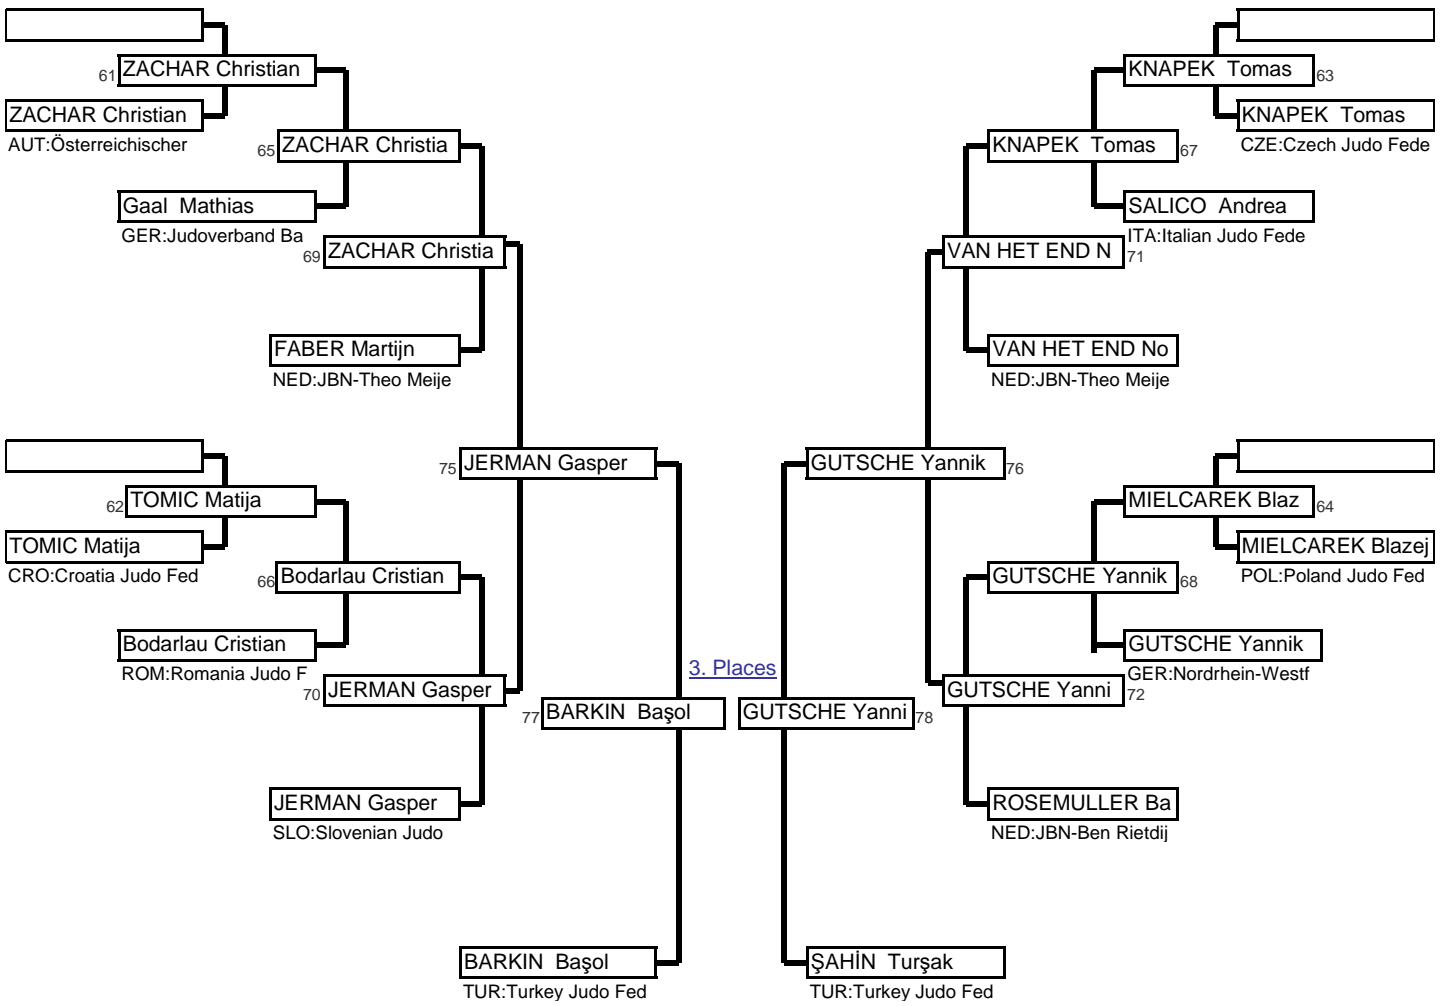 61 ZACHAR Christian
ZACHAR Christian
AUT:Österreichischer
65 ZACHAR Christia
Gaal Mathias
GER:Judoverband Ba
69 ZACHAR Christia
FABER Martijn
NED:JBN-Theo Meije
75 JERMAN Gasper
62 TOMIC Matija
TOMIC Matija
CRO:Croatia Judo Fed
66 Bodarlau Cristian
Bodarlau Cristian
ROM:Romania Judo F
70 JERMAN Gasper
JERMAN Gasper
SLO:Slovenian Judo
77 BARKIN Başol
BARKIN Başol
TUR:Turkey Judo Fed
3. Places
KNAPEK Tomas 63
KNAPEK Tomas
CZE:Czech Judo Fede
KNAPEK Tomas 67
SALICO Andrea
ITA:Italian Judo Fede
VAN HET END N 71
VAN HET END No
NED:JBN-Theo Meije
GUTSCHE Yannik 76
MIELCAREK Blaz 64
MIELCAREK Blazej
POL:Poland Judo Fed
GUTSCHE Yannik 68
GUTSCHE Yannik
GER:Nordrhein-Westf
GUTSCHE Yanni 72
GUTSCHE Yanni 78
ROSEMULLER Ba
NED:JBN-Ben Rietdij
ŞAHİN Turşak
TUR:Turkey Judo Fed